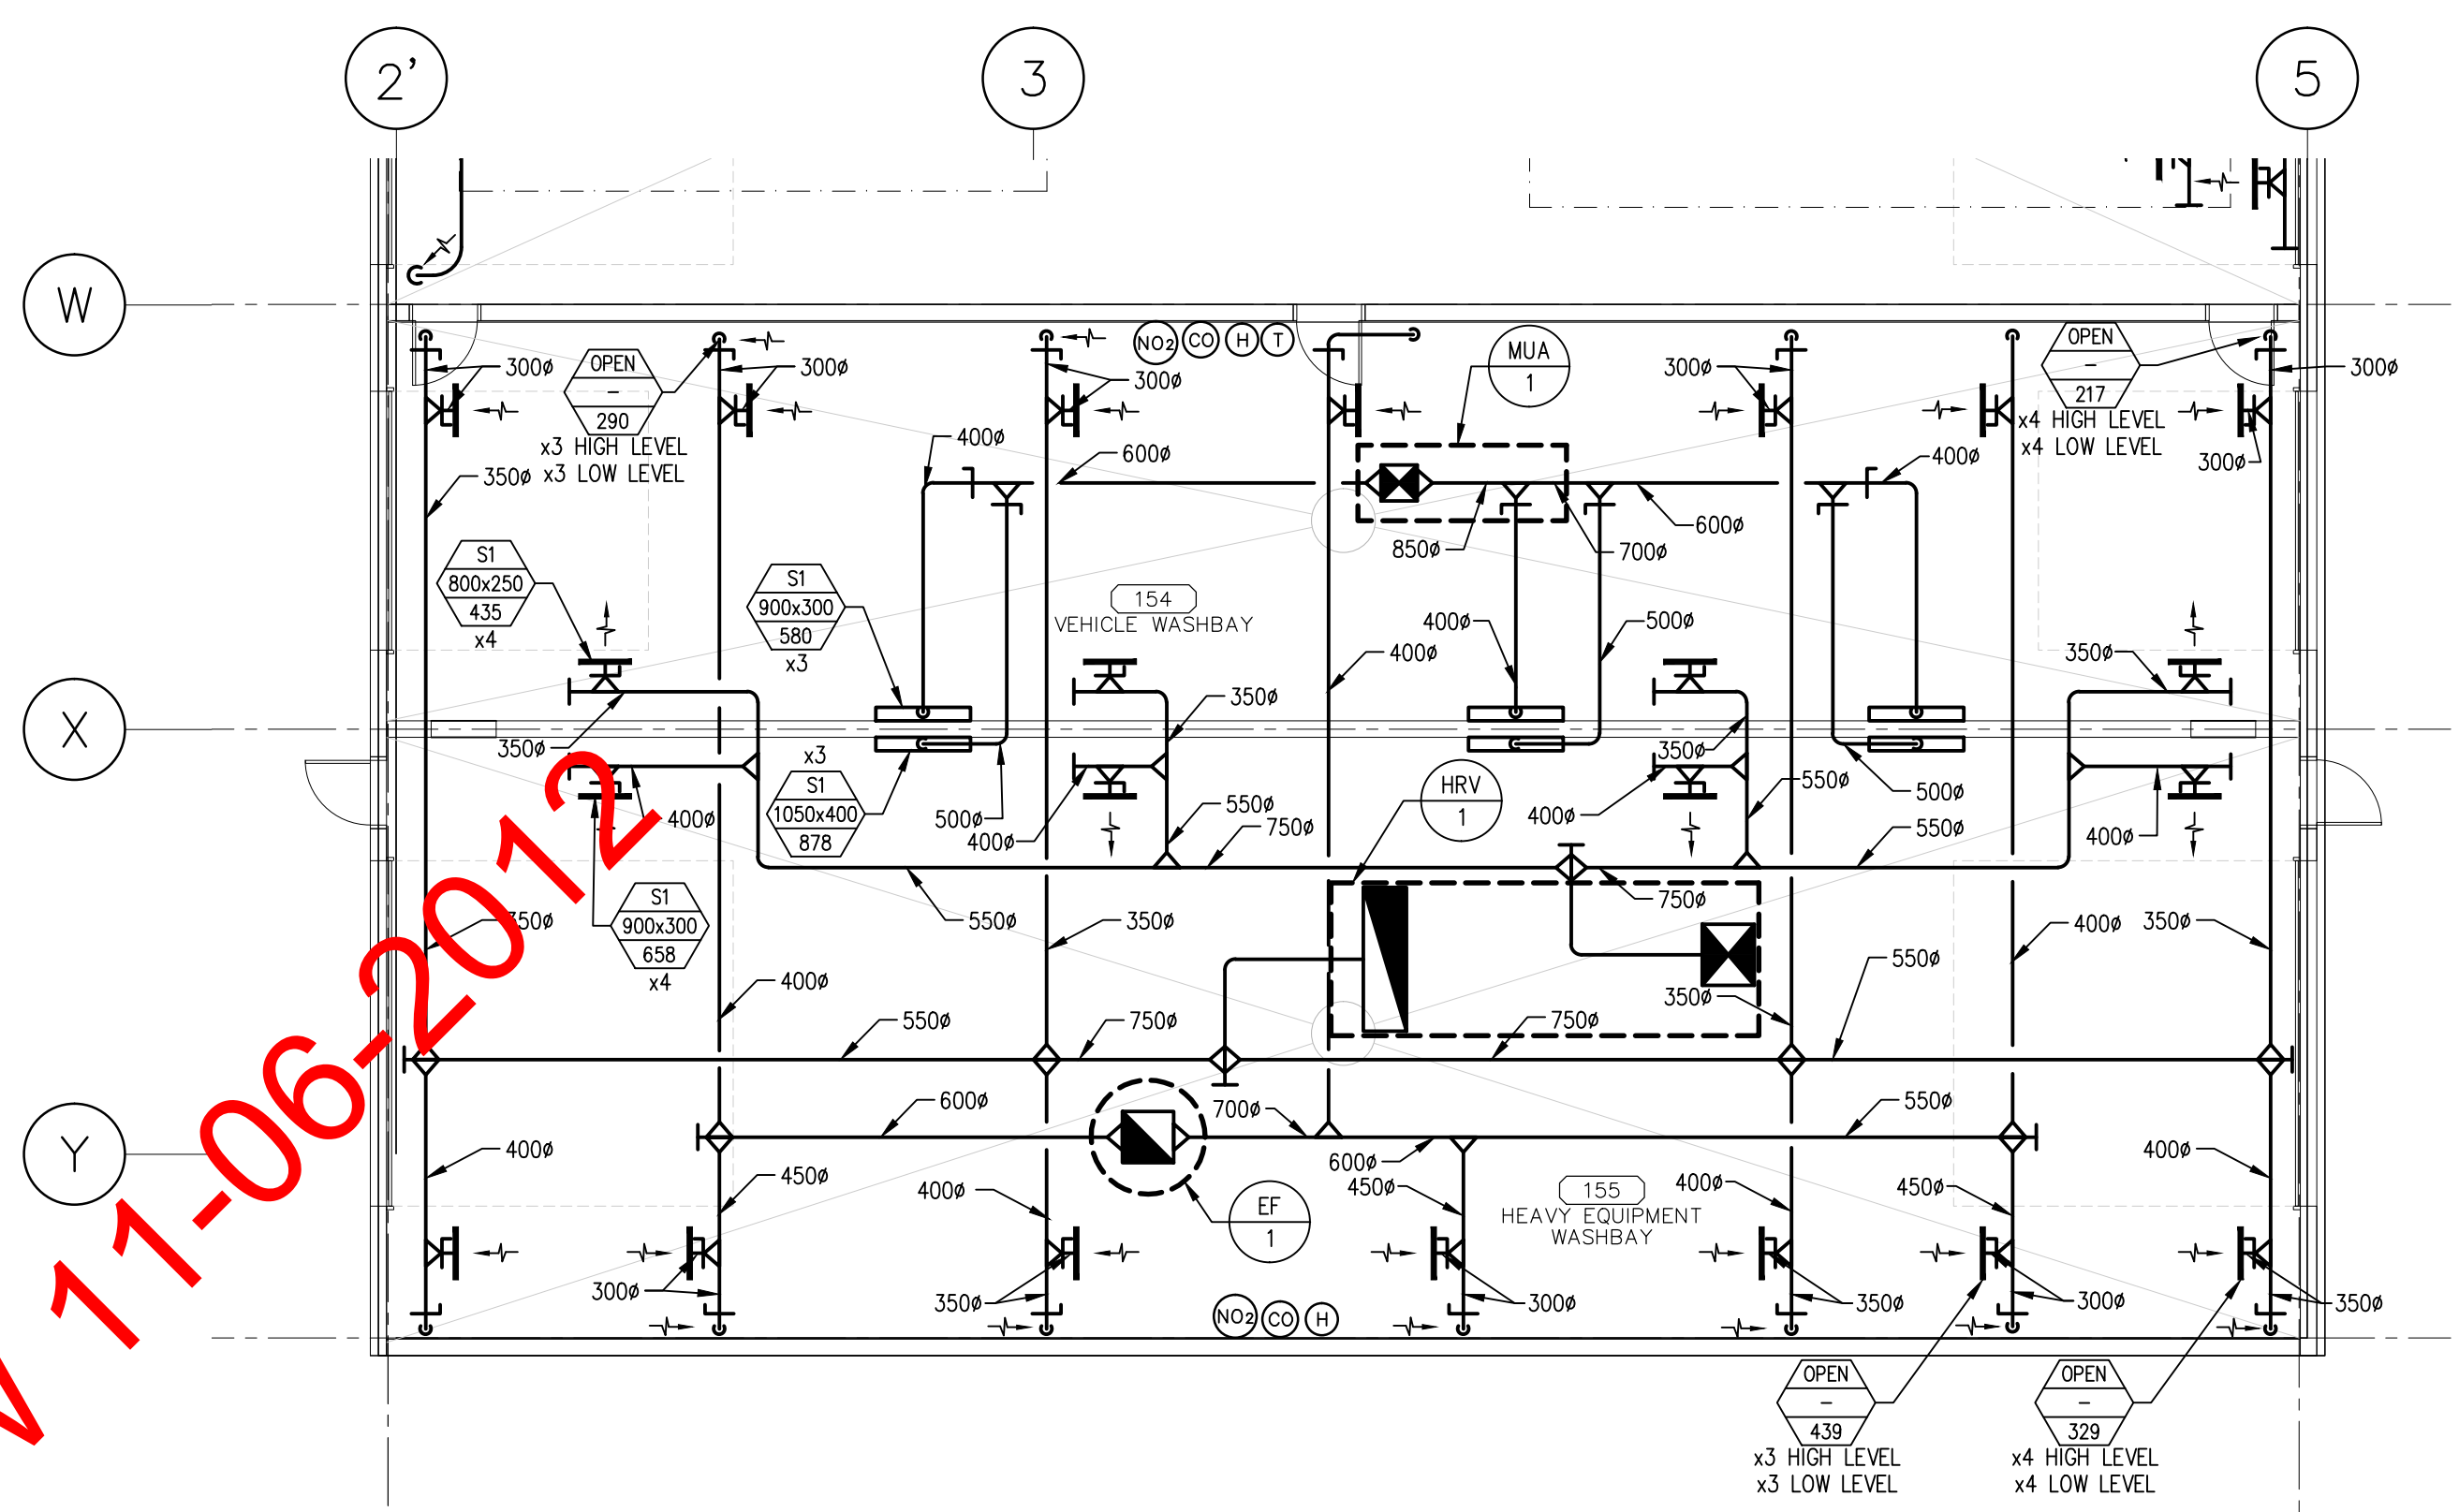 2'
3
5
W
X
Y
NO2 CO H T
MUA
1
OPEN
-
290
x3 HIGH LEVEL
x3 LOW LEVEL
OPEN
-
217
x4 HIGH LEVEL
x4 LOW LEVEL
300ø
300ø
300ø
300ø
300ø
300ø
350ø
400ø
600ø
400ø
850ø
700ø
600ø
S1
800x250
435
x4
S1
900x300
580
x3
154
VEHICLE WASHBAY
400ø
400ø
500ø
350ø
350ø
350ø
350ø
x3
S1
1050x400
878
HRV
1
400ø
500ø
400ø
550ø
750ø
400ø
550ø
500ø
550ø
400ø
S1
900x300
658
x4
350ø
550ø
350ø
750ø
400ø
350ø
400ø
550ø
350ø
550ø
750ø
750ø
600ø
700ø
550ø
400ø
450ø
400ø
600ø
450ø
400ø
450ø
400ø
EF
1
155
HEAVY EQUIPMENT
WASHBAY
300ø
350ø
300ø
350ø
300ø
350ø
NO2 CO H
OPEN
-
439
x3 HIGH LEVEL
x3 LOW LEVEL
OPEN
-
329
x4 HIGH LEVEL
x4 LOW LEVEL
11-06-2012